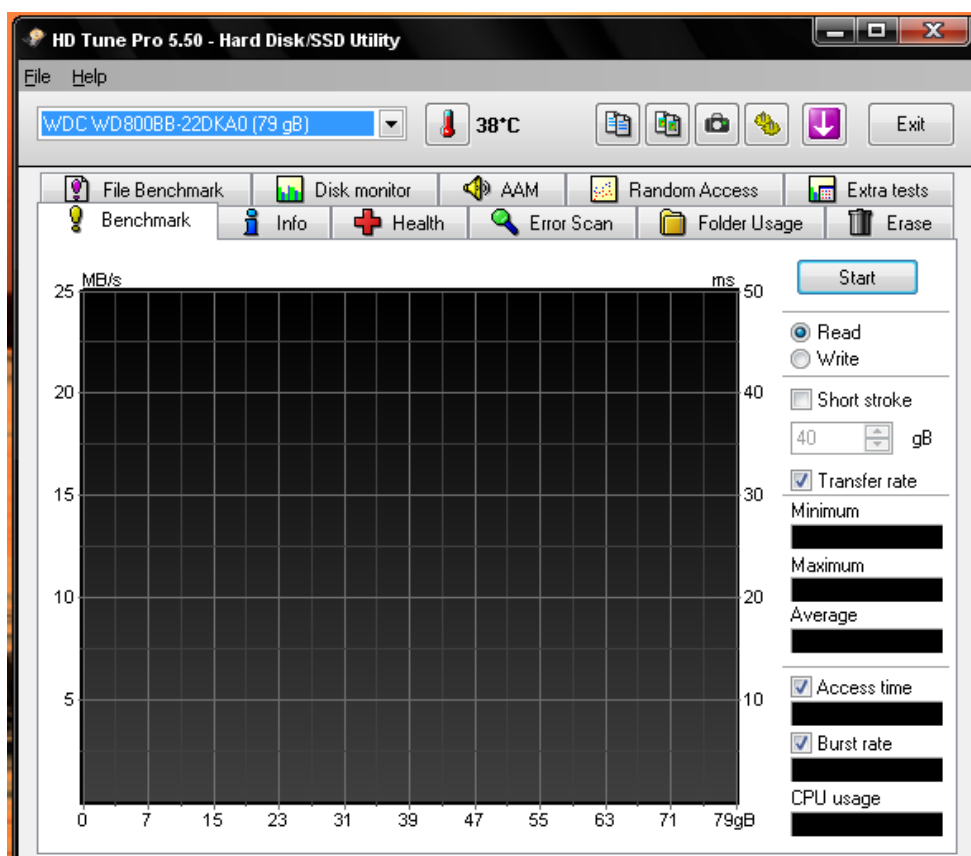 HD Tune Pro 5.50 - Hard Disk/SSD Utility
File Help
WDC WD800BB-22DKA0 (79 gB) 38°C Exit
File Benchmark Disk monitor AAM Random Access Extra tests
Benchmark Info Health Error Scan Folder Usage Erase
MB/s ms
25 50
20 40
15 30
10 20
5 10
0 7 15 23 31 39 47 55 63 71 79gB
Start
Read
Write
Short stroke
40 gB
Transfer rate
Minimum
Maximum
Average
Access time
Burst rate
CPU usage